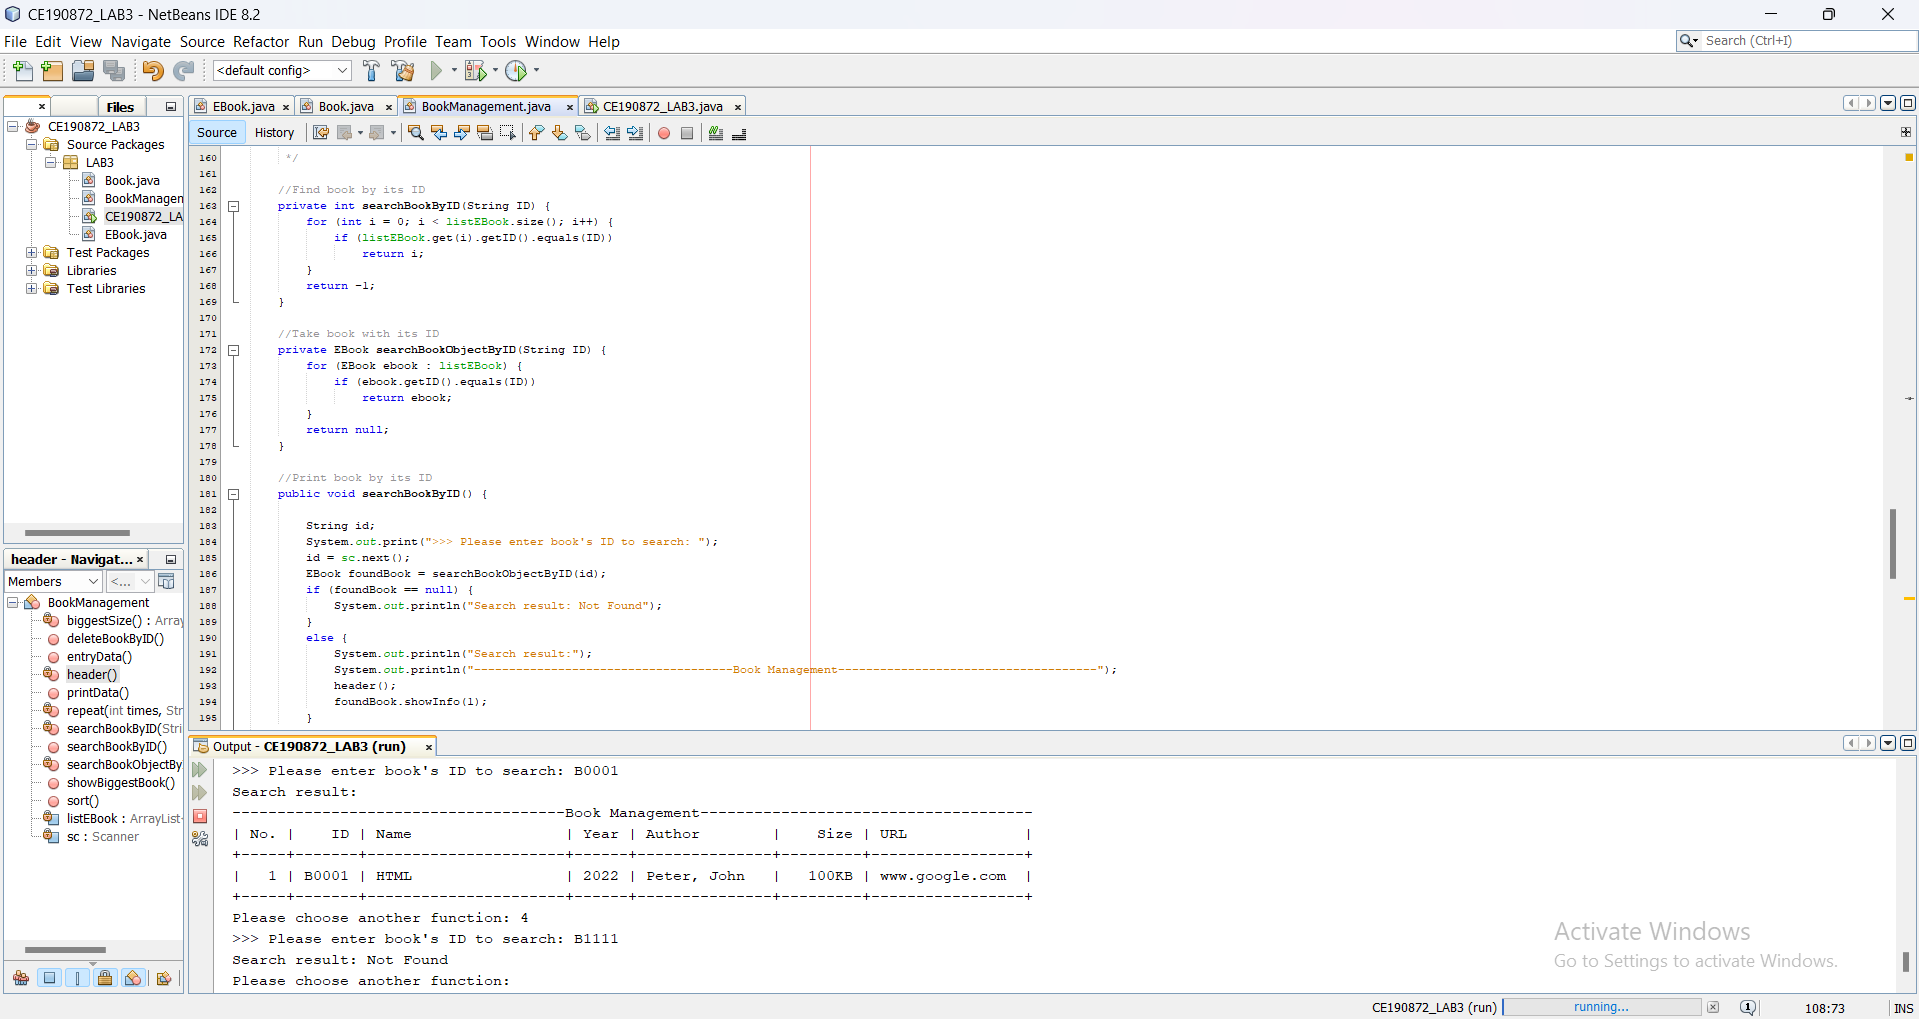 CE190872_LAB3 - NetBeans IDE 8.2
File Edit View Navigate Source Refactor Run Debug Profile Team Tools Window Help
Search (Ctrl+I)
<default config>
Files
CE190872_LAB3
Source Packages
LAB3
Book.java
BookManagen
CE190872_LA
EBook.java
Test Packages
Libraries
Test Libraries
header - Navigat...
Members
<...
BookManagement
biggestSize() : Array
deleteBookByID()
entryData()
header()
printData()
repeat(int times, Str
searchBookByID(Stri
searchBookByID()
searchBookObjectBy
showBiggestBook()
sort()
listEBook : ArrayList
sc : Scanner
EBook.java Book.java BookManagement.java CE190872_LAB3.java
Source History
160 */
161
162 //Find book by its ID
163 private int searchBookByID(String ID) {
164 for (int i = 0; i < listEBook.size(); i++) {
165 if (listEBook.get(i).getID().equals(ID))
166 return i;
167 }
168 return -1;
169 }
170
171 //Take book with its ID
172 private EBook searchBookObjectByID(String ID) {
173 for (EBook ebook : listEBook) {
174 if (ebook.getID().equals(ID))
175 return ebook;
176 }
177 return null;
178 }
179
180 //Print book by its ID
181 public void searchBookByID() {
182
183 String id;
184 System.out.print(">>> Please enter book's ID to search: ");
185 id = sc.next();
186 EBook foundBook = searchBookObjectByID(id);
187 if (foundBook == null) {
188 System.out.println("Search result: Not Found");
189 }
190 else {
191 System.out.println("Search result:");
192 System.out.println("-------------------------------------Book Management-------------------------------------");
193 header();
194 foundBook.showInfo(1);
195 }
Output - CE190872_LAB3 (run)
>>> Please enter book's ID to search: B0001
Search result:
-------------------------------------Book Management-------------------------------------
| No. |    ID | Name                 | Year | Author        |    Size | URL             |
+-----+-------+----------------------+------+---------------+---------+-----------------+
|   1 | B0001 | HTML                 | 2022 | Peter, John   |   100KB | www.google.com  |
+-----+-------+----------------------+------+---------------+---------+-----------------+
Please choose another function: 4
>>> Please enter book's ID to search: B1111
Search result: Not Found
Please choose another function:
Activate Windows
Go to Settings to activate Windows.
CE190872_LAB3 (run) running... 1 108:73 INS